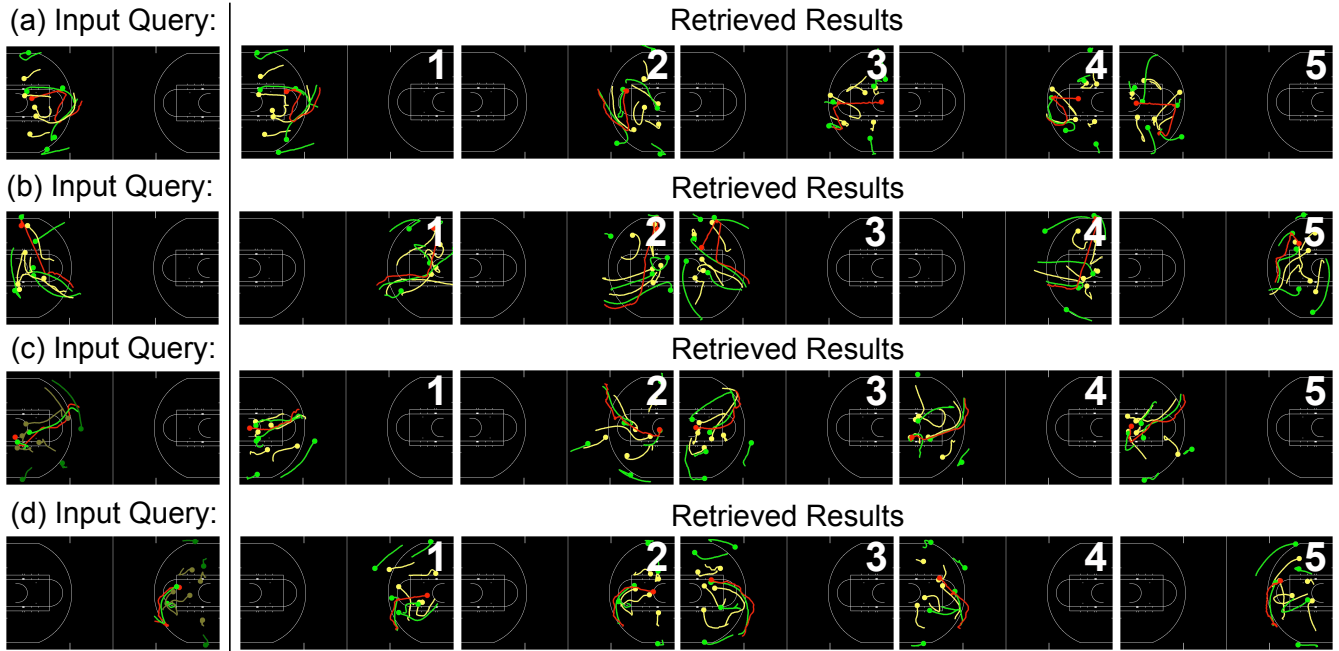 (a) Input Query: Retrieved Results
1 2 3 4 5
(b) Input Query: Retrieved Results
1 2 3 4 5
(c) Input Query: Retrieved Results
1 2 3 4 5
(d) Input Query: Retrieved Results
1 2 3 4 5